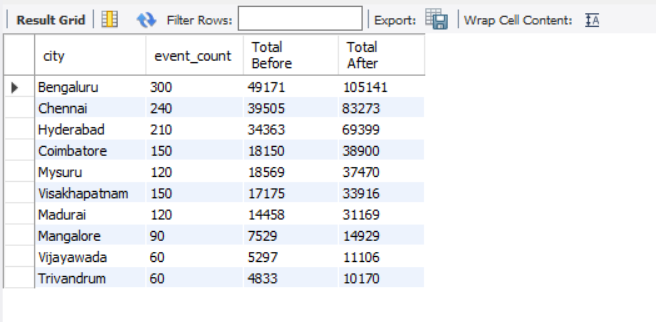 Result Grid Filter Rows: Export: Wrap Cell Content:
city event_count Total Before Total After
Bengaluru 300 49171 105141
Chennai 240 39505 83273
Hyderabad 210 34363 69399
Coimbatore 150 18150 38900
Mysuru 120 18569 37470
Visakhapatnam 150 17175 33916
Madurai 120 14458 31169
Mangalore 90 7529 14929
Vijayawada 60 5297 11106
Trivandrum 60 4833 10170